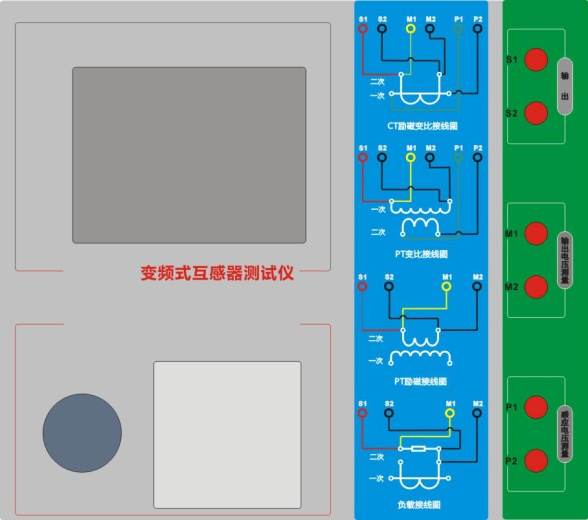 变频式互感器测试仪
S1 S2 M1 M2 P1 P2
二次
一次
CT励磁变比接线图
S1 S2 M1 M2 P1 P2
一次
二次
PT变比接线图
S1 S2 M1 M2
二次
一次
PT励磁接线图
S1 S2 M1 M2
二次
一次
负载接线图
S1
输出
S2
M1
输出电压测量
M2
P1
感应电压测量
P2